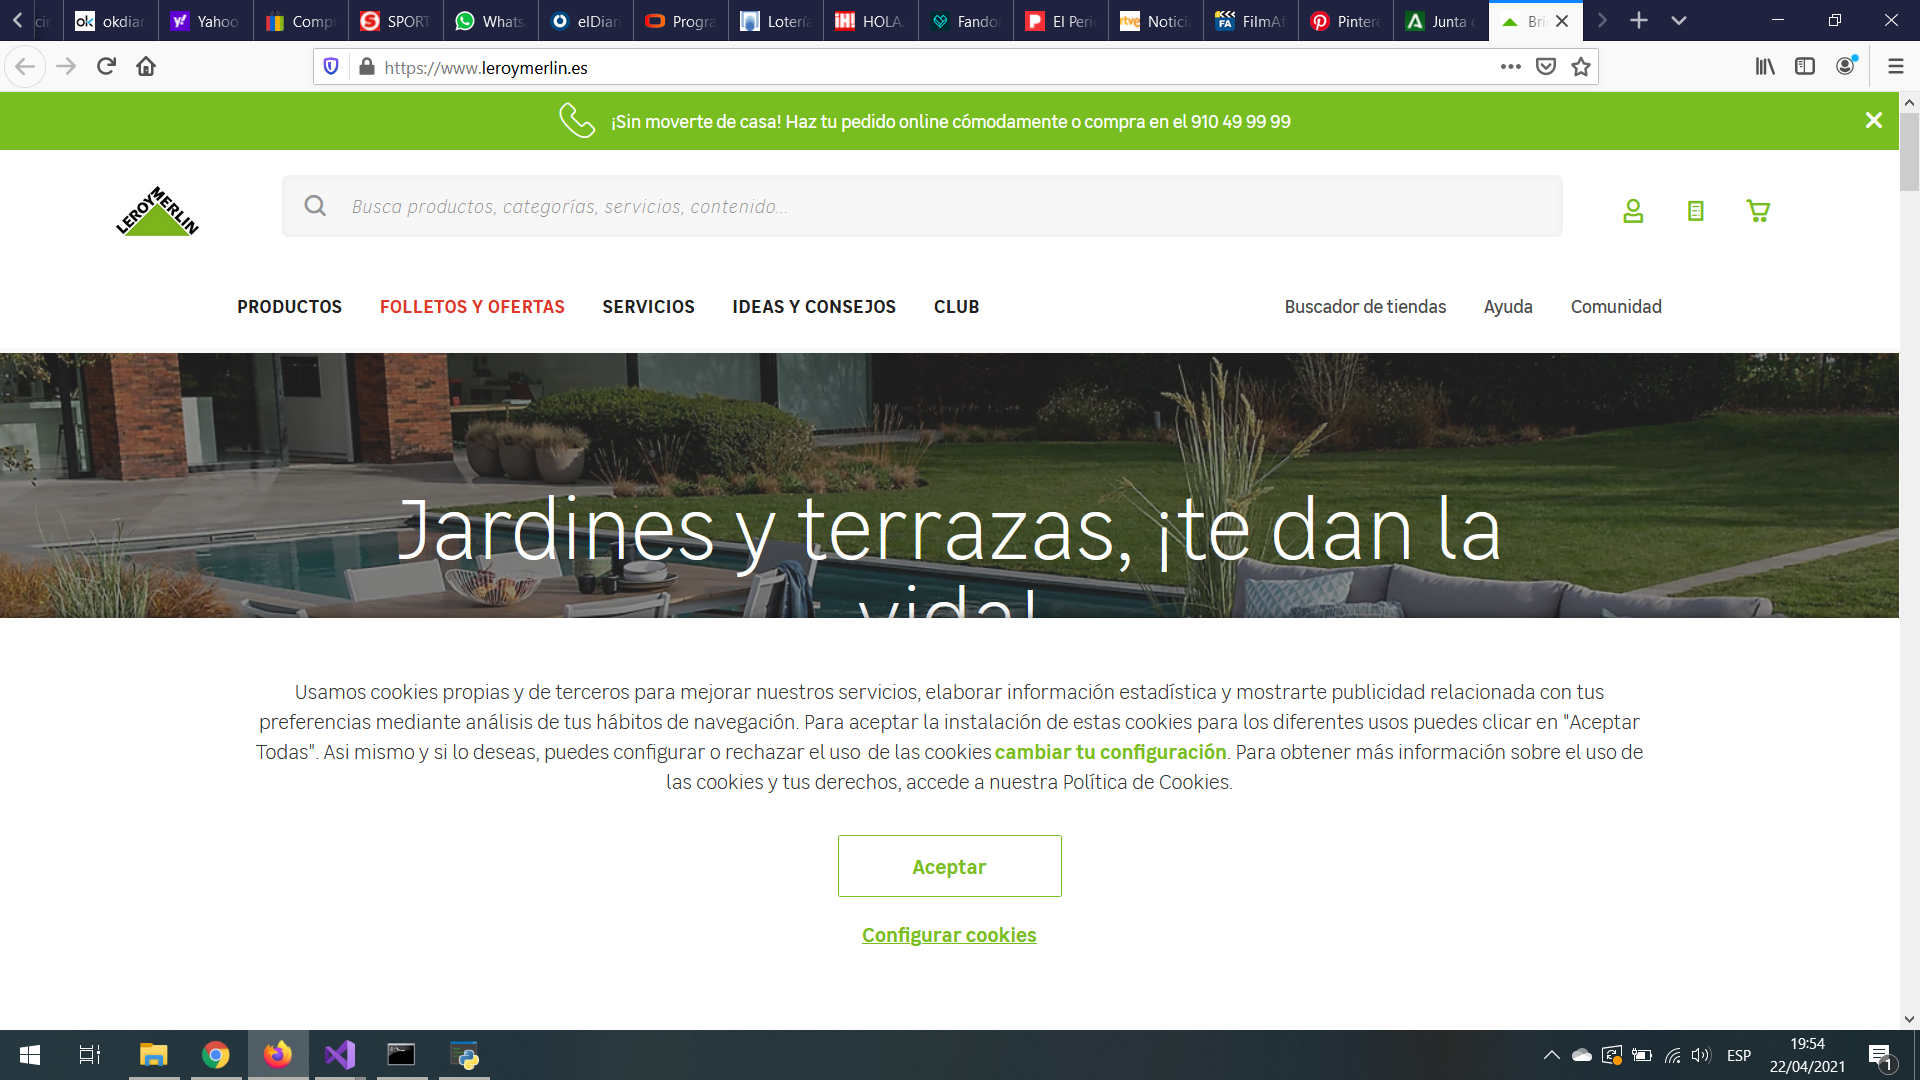 okdiar
Yahoo
Comp
SPORT
Whats
elDiari
Progra
Lotería
HOLA.
Fando
El Peri
Notici
FilmAf
Pintere
Junta
Bri
https://www.leroymerlin.es
¡Sin moverte de casa! Haz tu pedido online cómodamente o compra en el 910 49 99 99
LEROY MERLIN
Busca productos, categorías, servicios, contenido...
PRODUCTOS FOLLETOS Y OFERTAS SERVICIOS IDEAS Y CONSEJOS CLUB Buscador de tiendas Ayuda Comunidad
Jardines y terrazas, ¡te dan la
vida!
Usamos cookies propias y de terceros para mejorar nuestros servicios, elaborar información estadística y mostrarte publicidad relacionada con tus
preferencias mediante análisis de tus hábitos de navegación. Para aceptar la instalación de estas cookies para los diferentes usos puedes clicar en "Aceptar
Todas". Asi mismo y si lo deseas, puedes configurar o rechazar el uso de las cookies cambiar tu configuración. Para obtener más información sobre el uso de
las cookies y tus derechos, accede a nuestra Política de Cookies.
Aceptar
Configurar cookies
ESP
19:54
22/04/2021
1